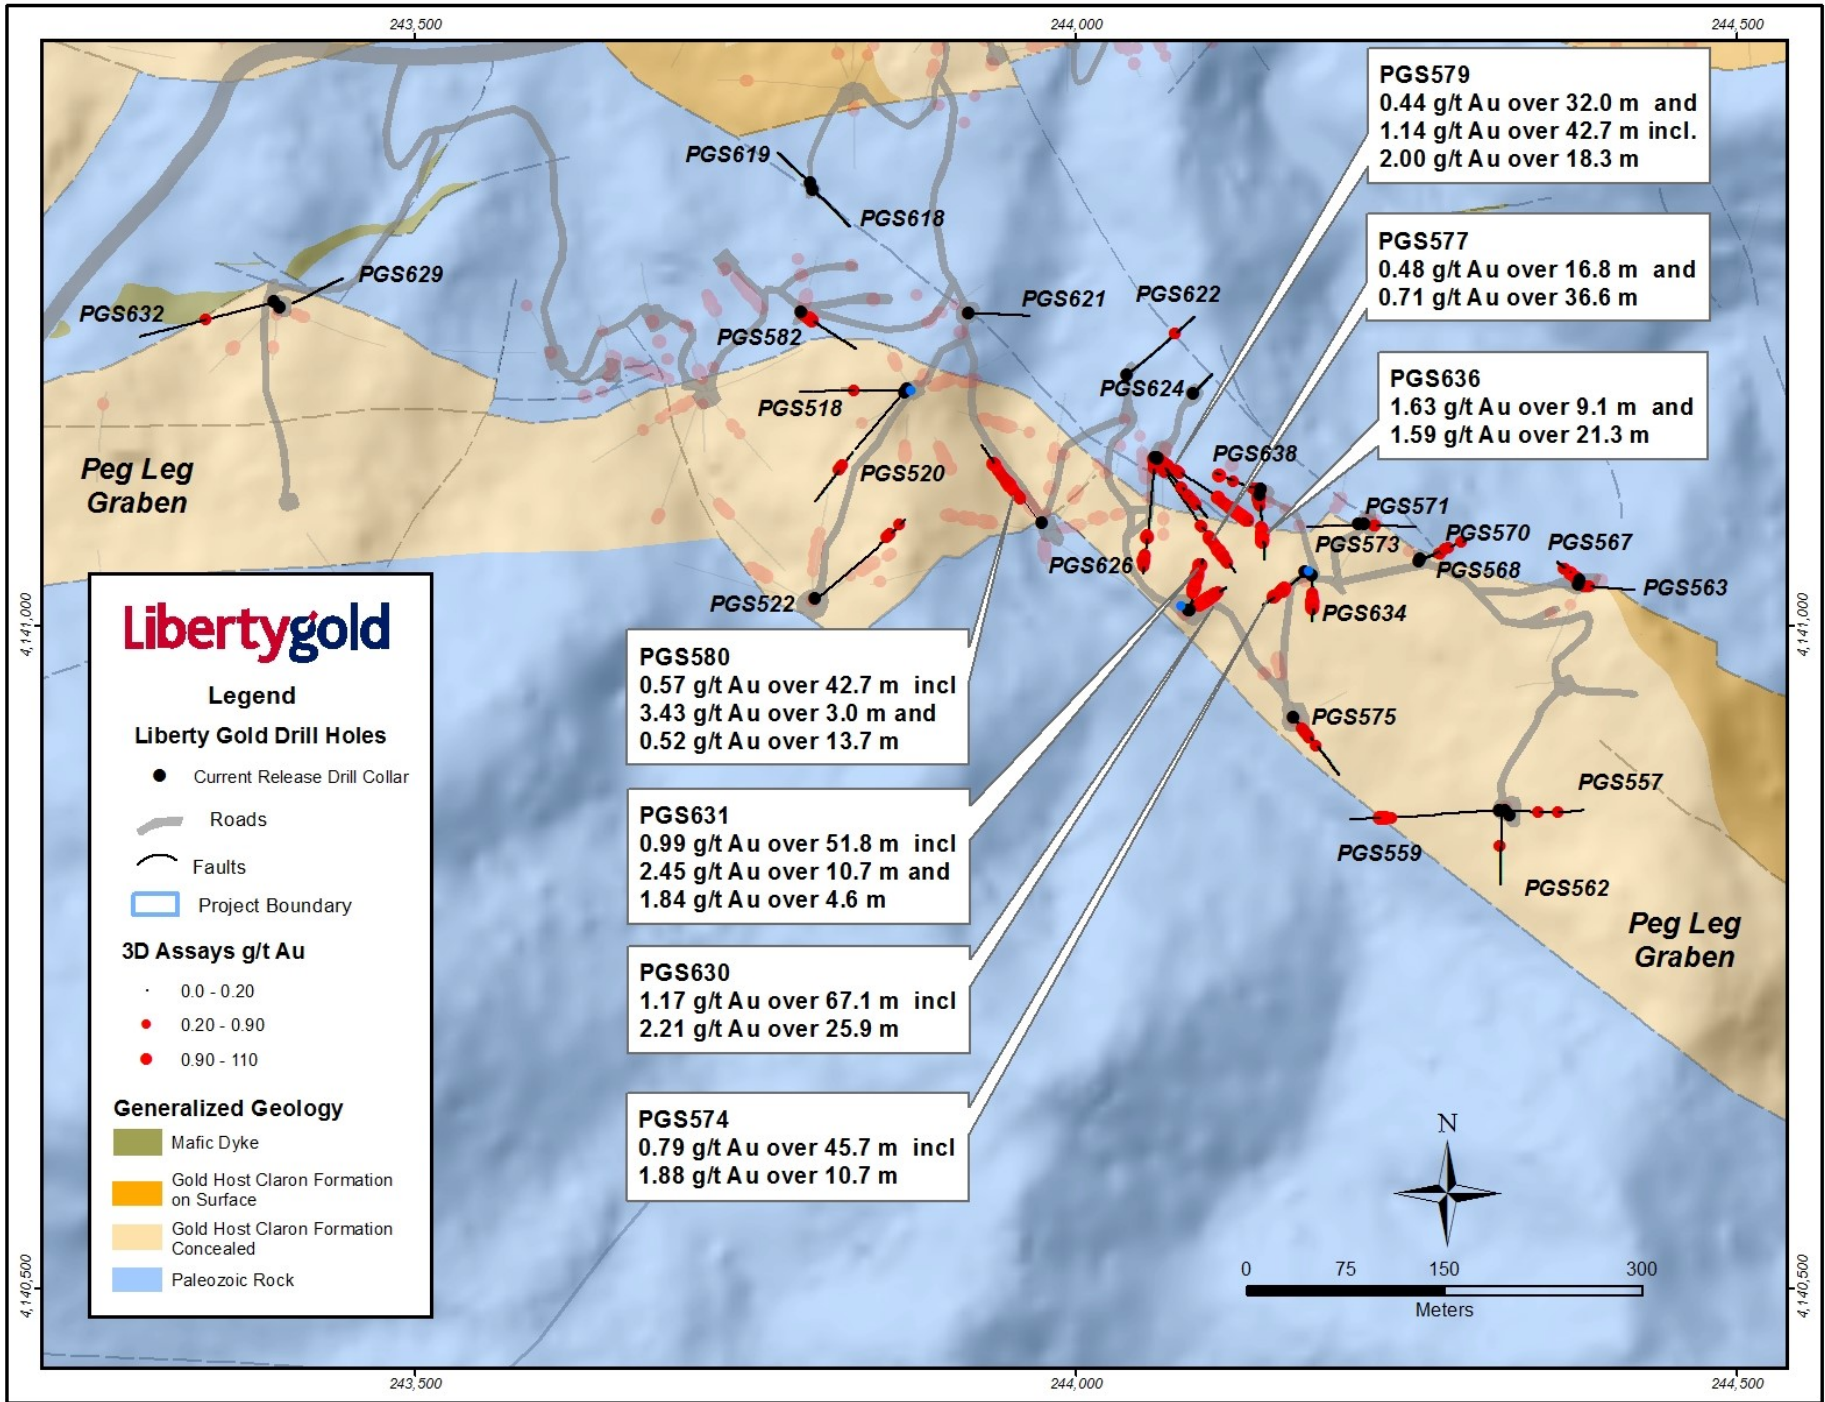 243,500
244,000
244,500
PGS579
0.44 g/t Au over 32.0 m and
1.14 g/t Au over 42.7 m incl.
2.00 g/t Au over 18.3 m
PGS619
PGS618
PGS577
0.48 g/t Au over 16.8 m and
0.71 g/t Au over 36.6 m
PGS629
PGS632
PGS621
PGS622
PGS582
PGS624
PGS518
PGS636
1.63 g/t Au over 9.1 m and
1.59 g/t Au over 21.3 m
PGS638
Peg Leg
Graben
PGS520
PGS571
PGS570
PGS573
PGS567
PGS626
PGS568
PGS563
PGS522
PGS634
4,141,000
4,141,000
Libertygold
Legend
Liberty Gold Drill Holes
Current Release Drill Collar
Roads
Faults
Project Boundary
3D Assays g/t Au
0.0 - 0.20
0.20 - 0.90
0.90 - 110
Generalized Geology
Mafic Dyke
Gold Host Claron Formation
on Surface
Gold Host Claron Formation
Concealed
Paleozoic Rock
PGS580
0.57 g/t Au over 42.7 m incl
3.43 g/t Au over 3.0 m and
0.52 g/t Au over 13.7 m
PGS575
PGS557
PGS631
0.99 g/t Au over 51.8 m incl
2.45 g/t Au over 10.7 m and
1.84 g/t Au over 4.6 m
PGS559
PGS562
Peg Leg
Graben
PGS630
1.17 g/t Au over 67.1 m incl
2.21 g/t Au over 25.9 m
PGS574
0.79 g/t Au over 45.7 m incl
1.88 g/t Au over 10.7 m
N
0 75 150 300
Meters
4,140,500
4,140,500
243,500
244,000
244,500